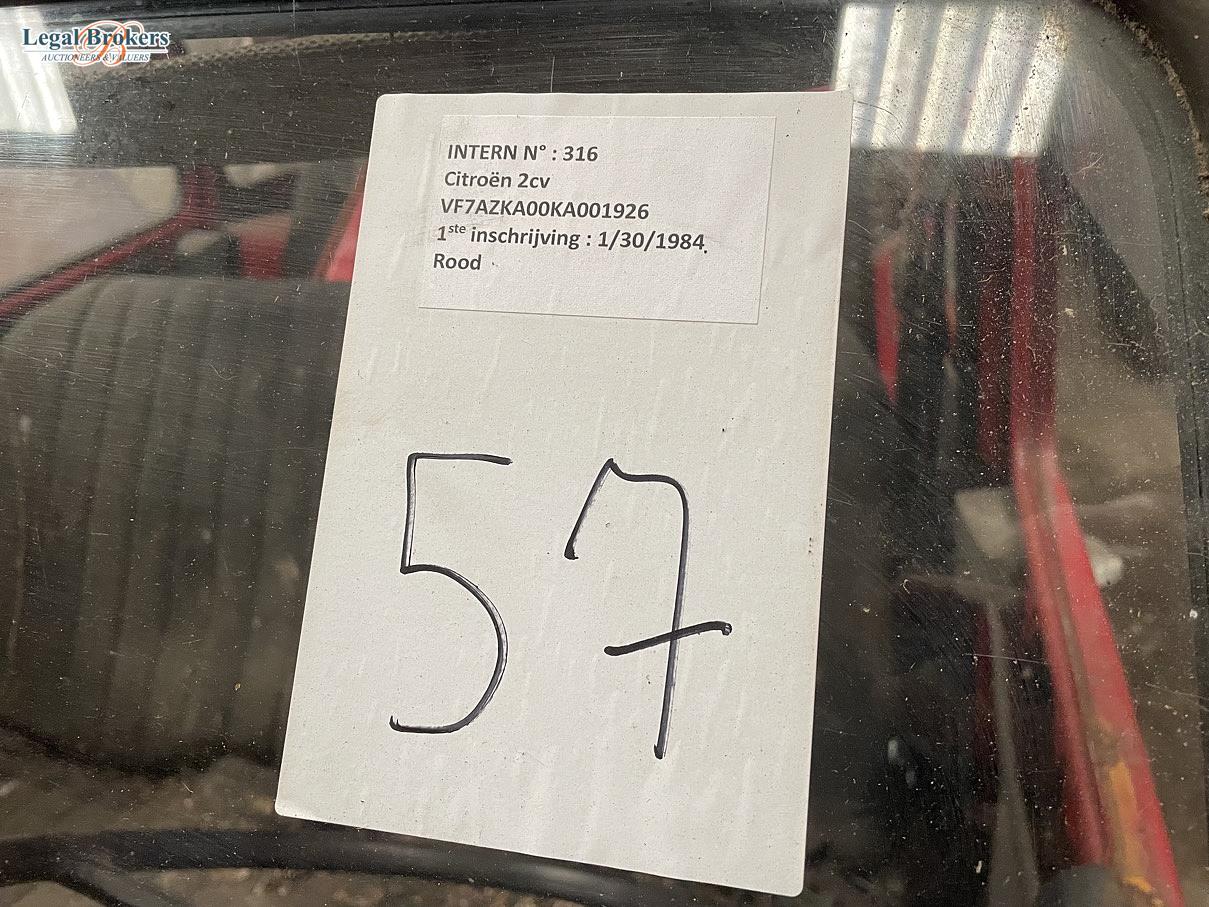 Legal Brokers
AUCTIONEERS & VALUERS
INTERN N° : 316
Citroën 2cv
VF7AZKA00KA001926
1ste inschrijving : 1/30/1984
Rood
57